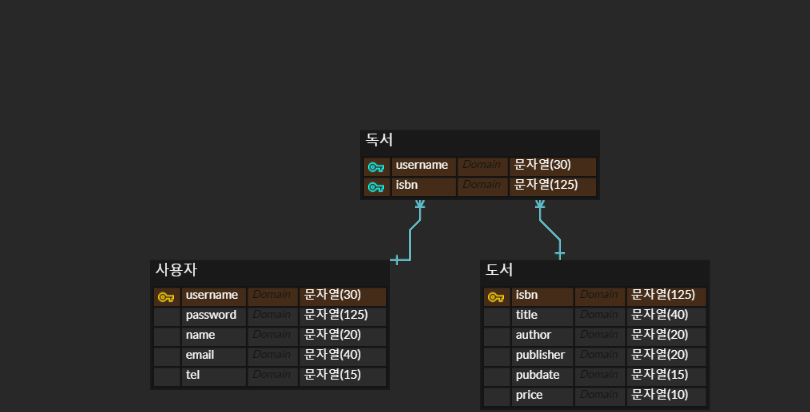 독서
username Domain 문자열(30)
isbn Domain 문자열(125)
사용자
username Domain 문자열(30)
password Domain 문자열(125)
name Domain 문자열(20)
email Domain 문자열(40)
tel Domain 문자열(15)
도서
isbn Domain 문자열(125)
title Domain 문자열(40)
author Domain 문자열(20)
publisher Domain 문자열(20)
pubdate Domain 문자열(15)
price Domain 문자열(10)